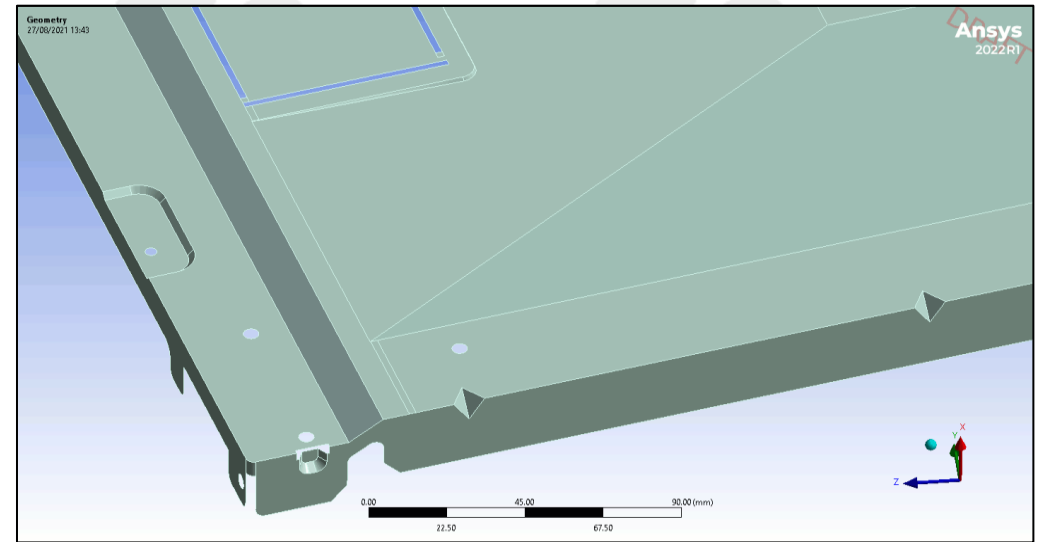 Geometry
27/08/2021 13:43
DRAFT
Ansys
2022R1
X
Y
Z
0.00 45.00 90.00 (mm)
22.50 67.50